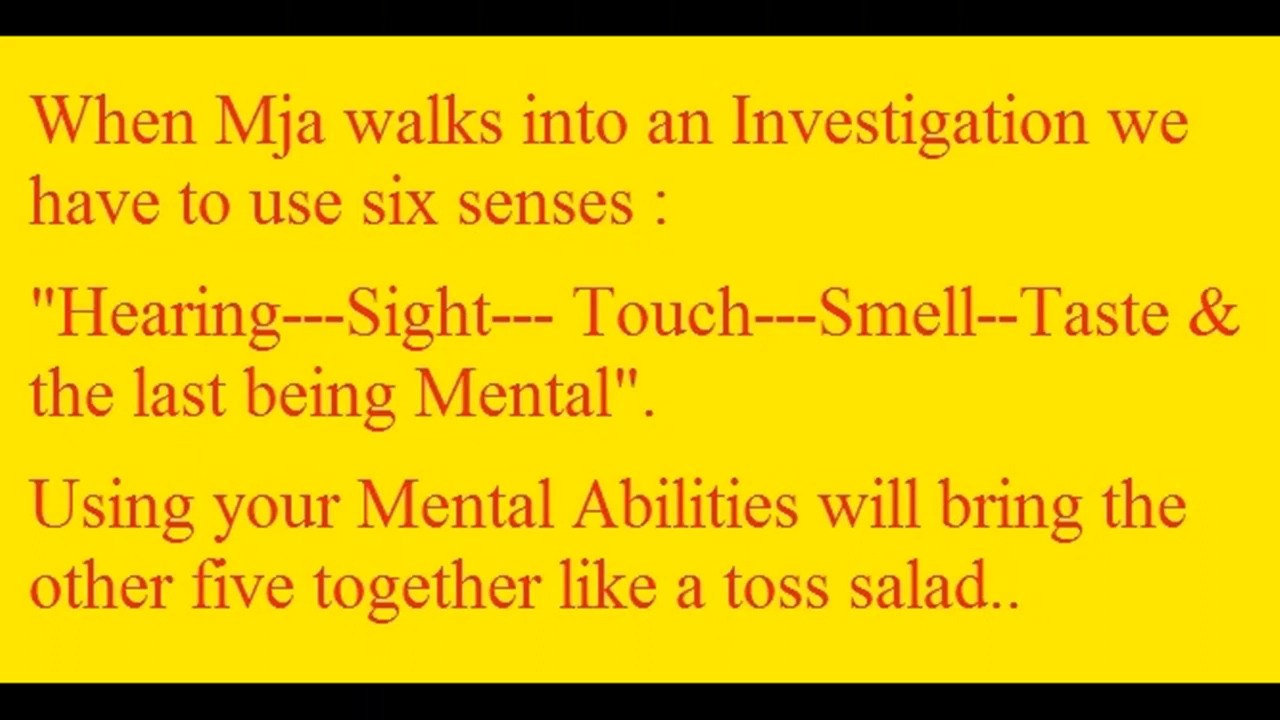 When Mja walks into an Investigation we
have to use six senses :
"Hearing---Sight--- Touch---Smell--Taste &
the last being Mental".
Using your Mental Abilities will bring the
other five together like a toss salad..